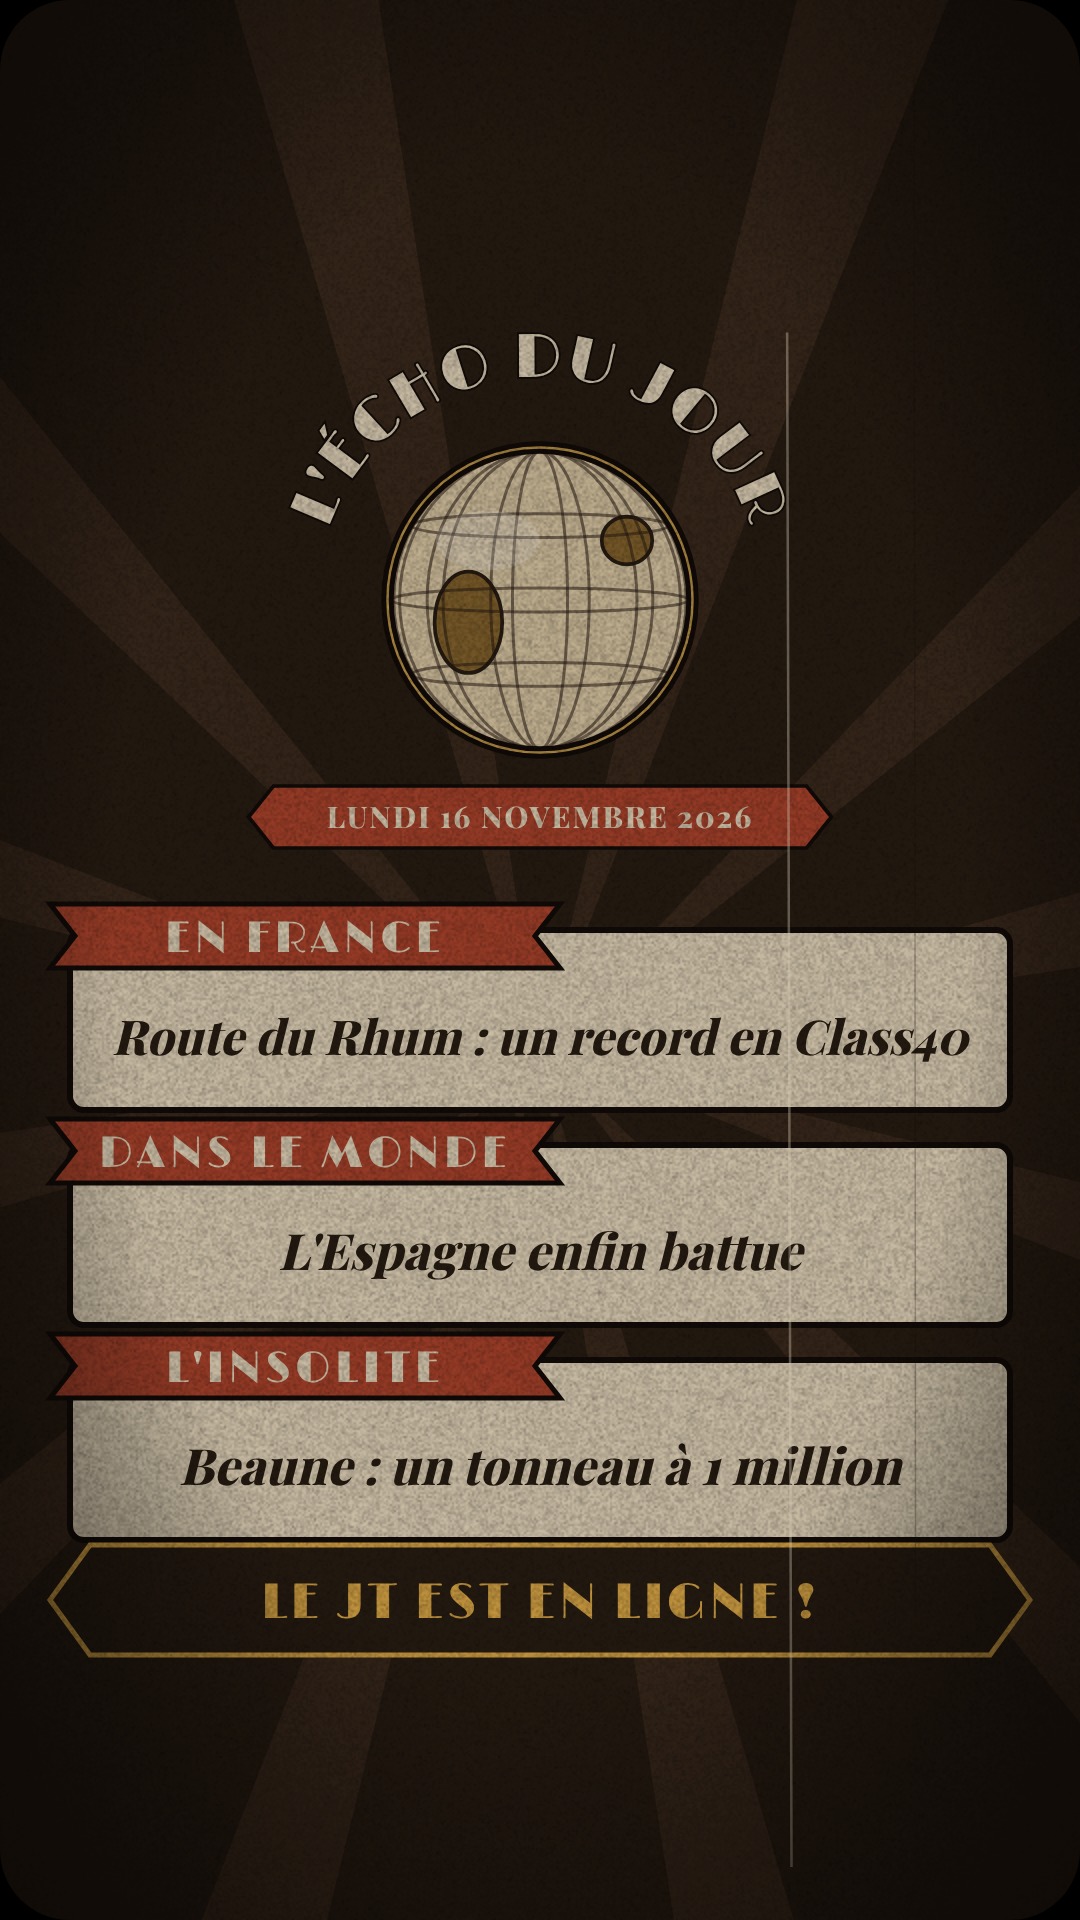 L'ÉCHO DU JOUR
LUNDI 16 NOVEMBRE 2026
EN FRANCE
Route du Rhum : un record en Class40
DANS LE MONDE
L'Espagne enfin battue
L'INSOLITE
Beaune : un tonneau à 1 million
LE JT EST EN LIGNE !